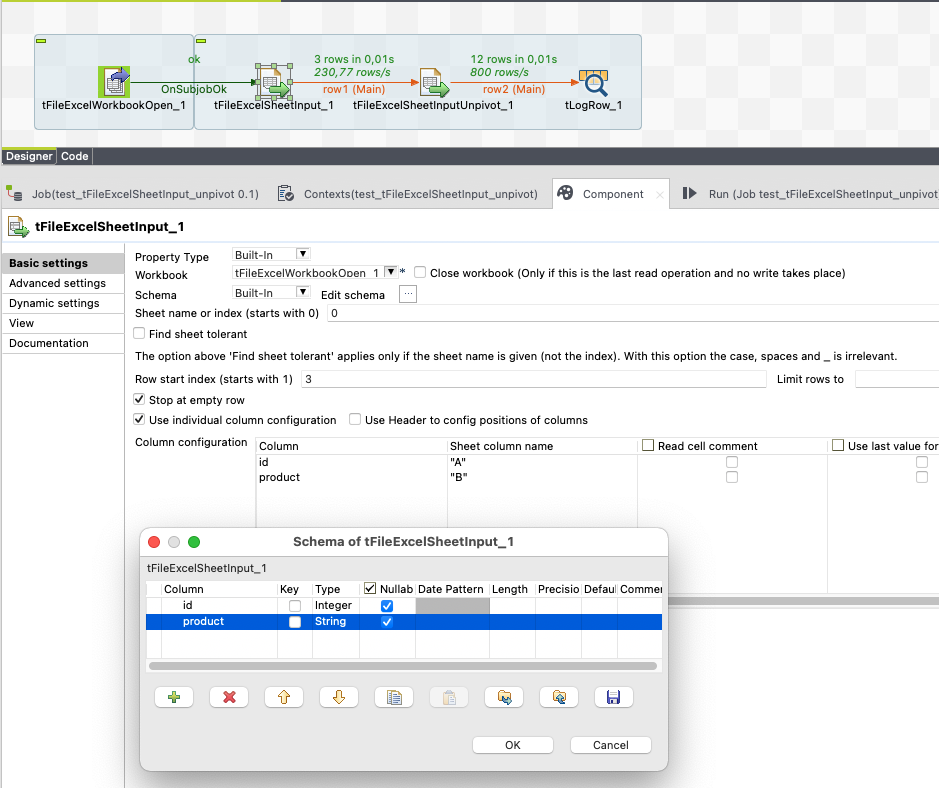 ok
3 rows in 0,01s
12 rows in 0,01s
230,77 rows/s
800 rows/s
OnSubjobOk
row1 (Main)
row2 (Main)
tFileExcelWorkbookOpen_1
tFileExcelSheetInput_1
tFileExcelSheetInputUnpivot_1
tLogRow_1
Designer Code
Job(test_tFileExcelSheetInput_unpivot 0.1)
Contexts(test_tFileExcelSheetInput_unpivot)
Component
Run (Job test_tFileExcelSheetInput_unpivot
tFileExcelSheetInput_1
Basic settings
Advanced settings
Dynamic settings
View
Documentation
Property Type Built-In
Workbook tFileExcelWorkbookOpen_1 * Close workbook (Only if this is the last read operation and no write takes place)
Schema Built-In Edit schema ...
Sheet name or index (starts with 0) 0
Find sheet tolerant
The option above 'Find sheet tolerant' applies only if the sheet name is given (not the index). With this option the case, spaces and _ is irrelevant.
Row start index (starts with 1) 3 Limit rows to
Stop at empty row
Use individual column configuration Use Header to config positions of columns
Column configuration
Column Sheet column name Read cell comment Use last value for
id "A"
product "B"
Schema of tFileExcelSheetInput_1
tFileExcelSheetInput_1
Column Key Type Nullab Date Pattern Length Precisio Defaul Commer
id Integer
product String
OK Cancel